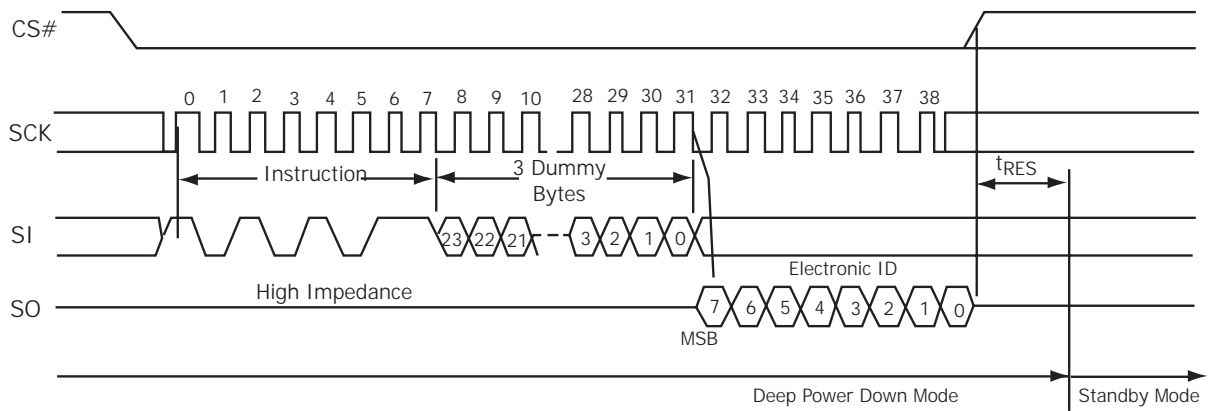 CS#
0 1 2 3 4 5 6 7 8 9 10 28 29 30 31 32 33 34 35 36 37 38
SCK
Instruction
3 Dummy
Bytes
tRES
SI
23 22 21 3 2 1 0
Electronic ID
High Impedance
SO
7 6 5 4 3 2 1 0
MSB
Deep Power Down Mode
Standby Mode